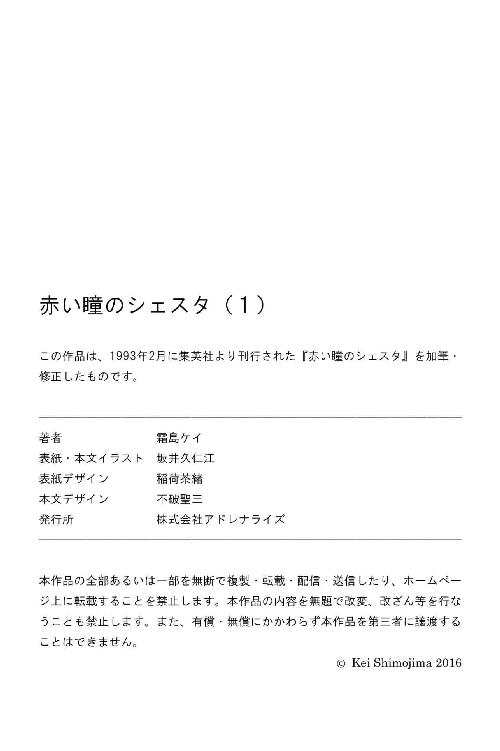 赤い瞳のシェスタ（１）
この作品は、1993年2月に集英社より刊行された『赤い瞳のシェスタ』を加筆・
修正したものです。
著者 霜島ケイ
表紙・本文イラスト 坂井久仁江
表紙デザイン 稲荷茶緒
本文デザイン 不破聖三
発行所 株式会社アドレナライズ
本作品の全部あるいは一部を無断で複製・転載・配信・送信したり、ホームペー
ジ上に転載することを禁止します。本作品の内容を無題で改変、改ざん等を行な
うことも禁止します。また、有償・無償にかかわらず本作品を第三者に譲渡する
ことはできません。
© Kei Shimojima 2016